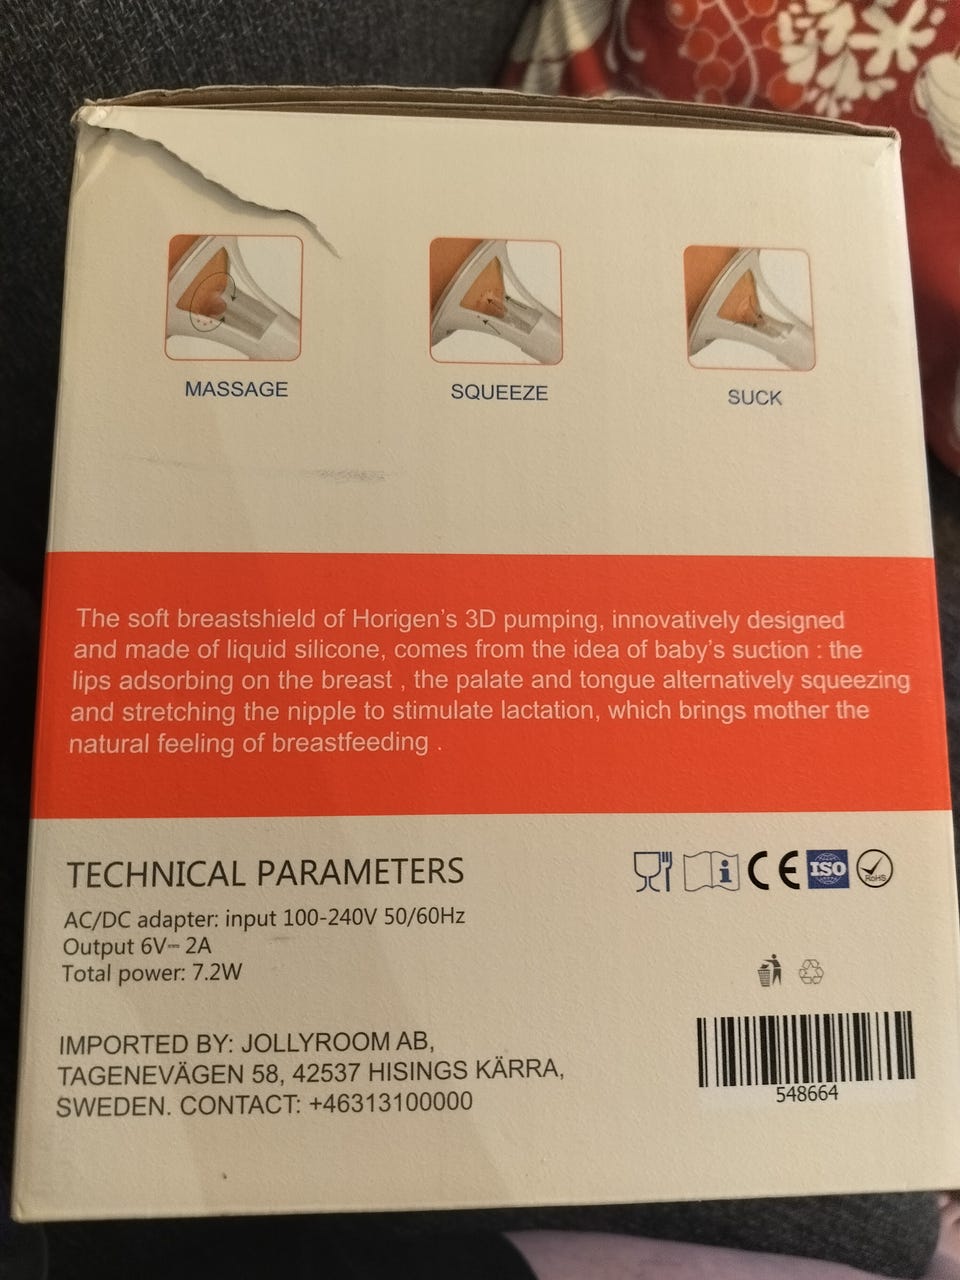 MASSAGE
SQUEEZE
SUCK
The soft breastshield of Horigen's 3D pumping, innovatively designed
and made of liquid silicone, comes from the idea of baby's suction : the
lips adsorbing on the breast , the palate and tongue alternatively squeezing
and stretching the nipple to stimulate lactation, which brings mother the
natural feeling of breastfeeding .
TECHNICAL PARAMETERS
AC/DC adapter: input 100-240V 50/60Hz
Output 6V⎓ 2A
Total power: 7.2W
i CE ISO RoHS
IMPORTED BY: JOLLYROOM AB,
TAGENEVÄGEN 58, 42537 HISINGS KÄRRA,
SWEDEN. CONTACT: +46313100000
548664